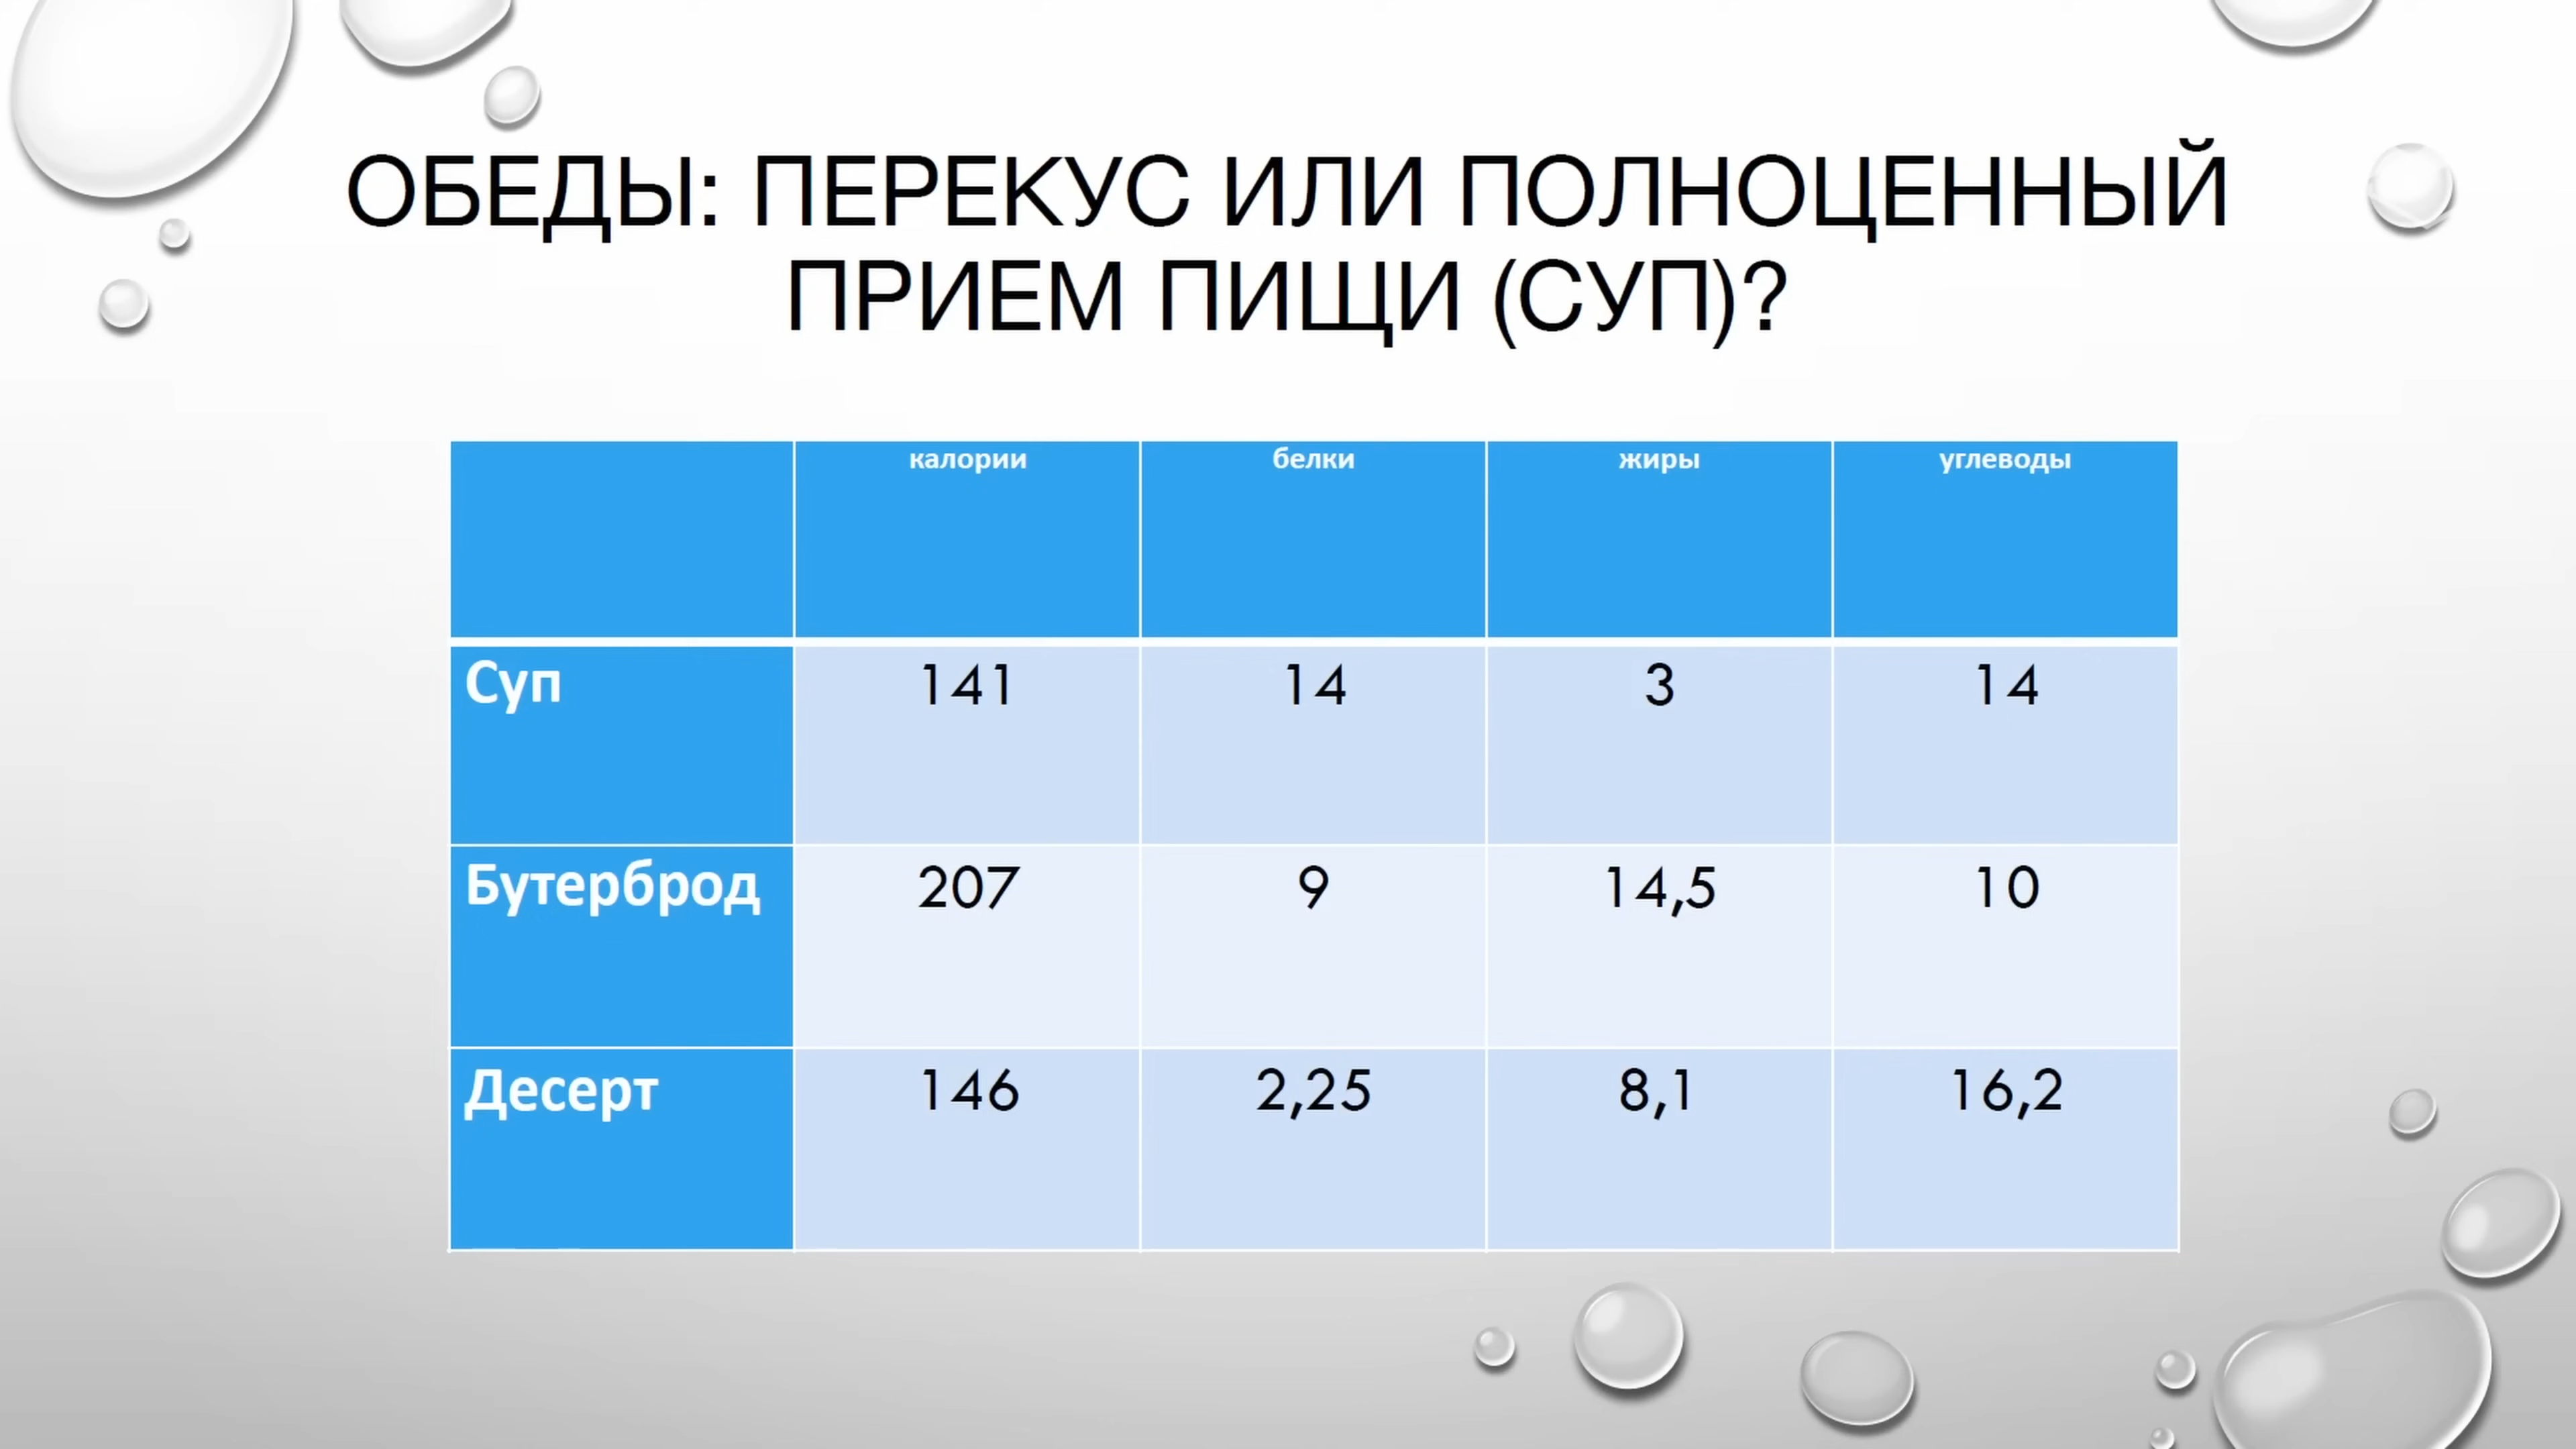 ОБЕДЫ: ПЕРЕКУС ИЛИ ПОЛНОЦЕННЫЙ
ПРИЕМ ПИЩИ (СУП)?
калории белки жиры углеводы
Суп 141 14 3 14
Бутерброд 207 9 14,5 10
Десерт 146 2,25 8,1 16,2